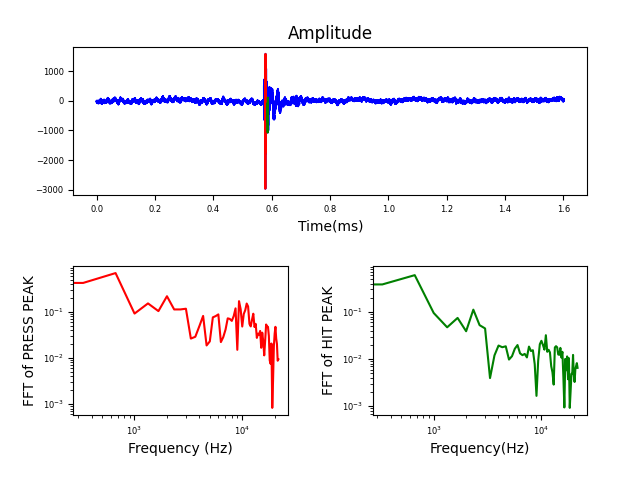 Amplitude
1000
0
−1000
−2000
−3000
0.0 0.2 0.4 0.6 0.8 1.0 1.2 1.4 1.6
Time(ms)
FFT of PRESS PEAK
10⁻¹
10⁻²
10⁻³
10³ 10⁴
Frequency (Hz)
FFT of HIT PEAK
10⁻¹
10⁻²
10⁻³
10³ 10⁴
Frequency(Hz)